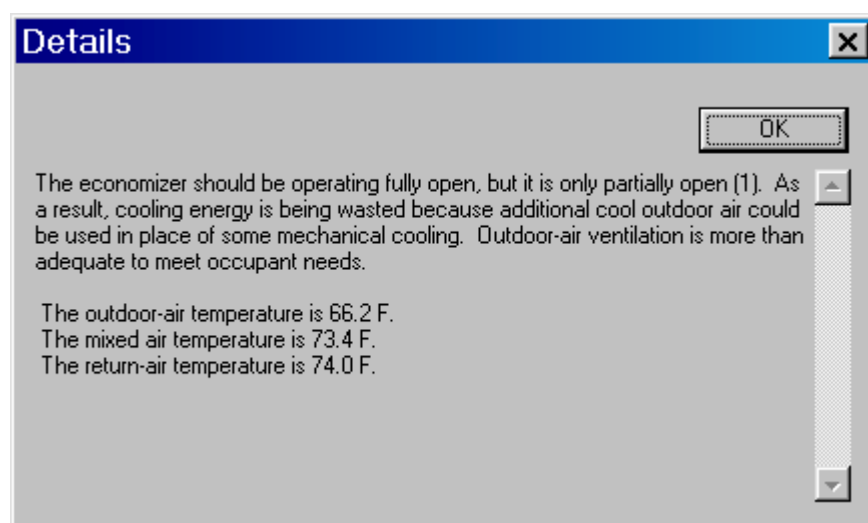 Details
OK
The economizer should be operating fully open, but it is only partially open (1).  As
a result, cooling energy is being wasted because additional cool outdoor air could
be used in place of some mechanical cooling.  Outdoor-air ventilation is more than
adequate to meet occupant needs.
The outdoor-air temperature is 66.2 F.
The mixed air temperature is 73.4 F.
The return-air temperature is 74.0 F.